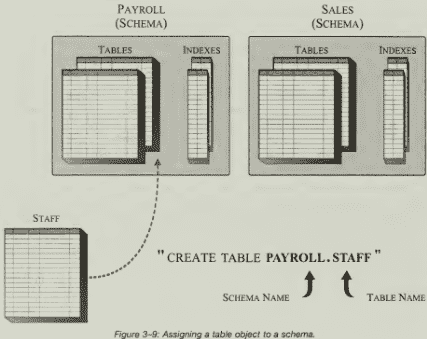 PAYROLL
(SCHEMA)
SALES
(SCHEMA)
TABLES
INDEXES
TABLES
INDEXES
STAFF
"CREATE TABLE PAYROLL.STAFF"
SCHEMA NAME
TABLE NAME
Figure 3–9: Assigning a table object to a schema.